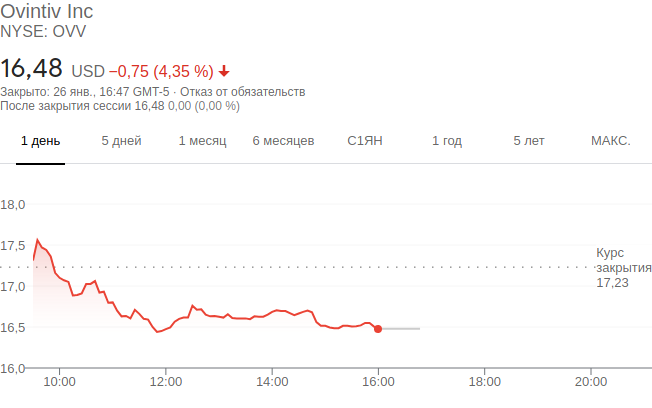 Ovintiv Inc
NYSE: OVV
16,48 USD −0,75 (4,35 %)
Закрыто: 26 янв., 16:47 GMT-5 · Отказ от обязательств
После закрытия сессии 16,48 0,00 (0,00 %)
1 день 5 дней 1 месяц 6 месяцев С1ЯН 1 год 5 лет МАКС.
18,0
17,5
Курс
закрытия
17,23
17,0
16,5
16,0
10:00 12:00 14:00 16:00 18:00 20:00